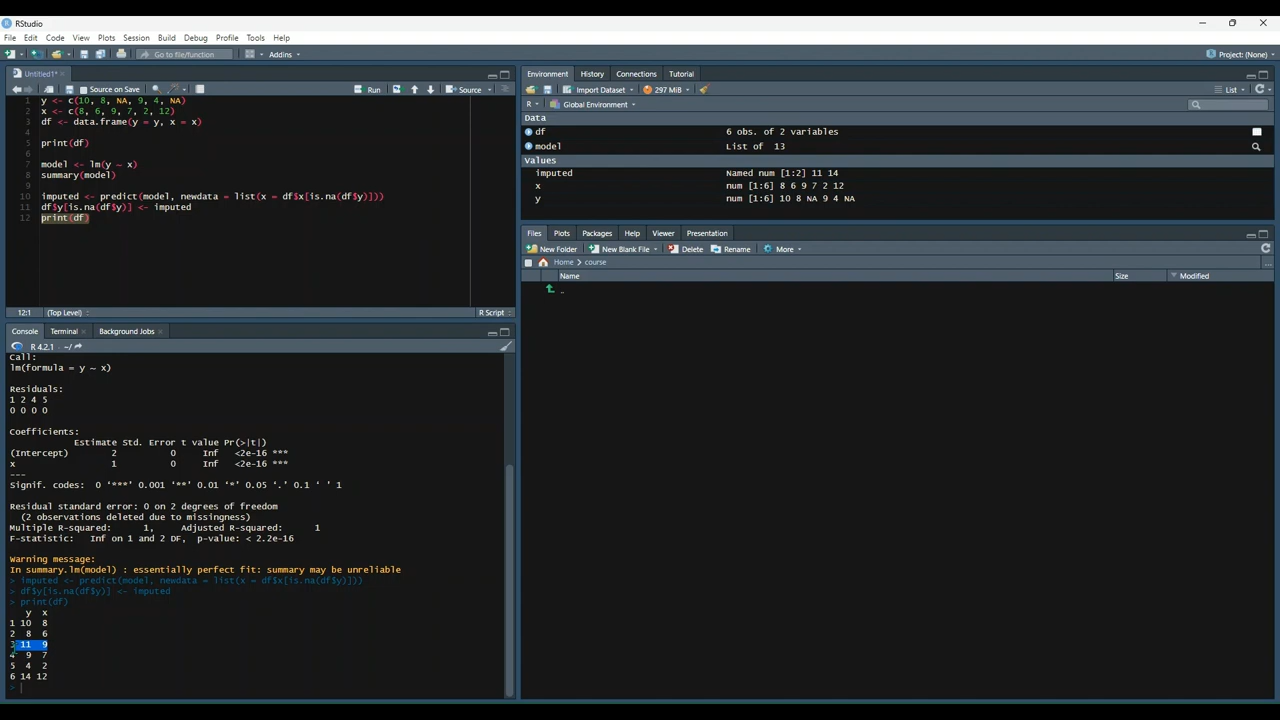 RStudio
File Edit Code View Plots Session Build Debug Profile Tools Help
Go to file/function Addins Project: (None)
Untitled1*
Source on Save Run Source
1 y <- c(10, 8, NA, 9, 4, NA)
2 x <- c(8, 6, 9, 7, 2, 12)
3 df <- data.frame(y = y, x = x)
4
5 print(df)
6
7 model <- lm(y ~ x)
8 summary(model)
9
10 imputed <- predict(model, newdata = list(x = df$x[is.na(df$y)]))
11 df$y[is.na(df$y)] <- imputed
12 print(df)
12:1 (Top Level) R Script
Console Terminal Background Jobs
R 4.2.1 · ~/
Call:
lm(formula = y ~ x)
Residuals:
1 2 4 5
0 0 0 0
Coefficients:
Estimate Std. Error t value Pr(>|t|)
(Intercept) 2 0 Inf <2e-16 ***
x 1 0 Inf <2e-16 ***
---
Signif. codes: 0 ‘***’ 0.001 ‘**’ 0.01 ‘*’ 0.05 ‘.’ 0.1 ‘ ’ 1
Residual standard error: 0 on 2 degrees of freedom
(2 observations deleted due to missingness)
Multiple R-squared: 1, Adjusted R-squared: 1
F-statistic: Inf on 1 and 2 DF, p-value: < 2.2e-16
Warning message:
In summary.lm(model) : essentially perfect fit: summary may be unreliable
> imputed <- predict(model, newdata = list(x = df$x[is.na(df$y)]))
> df$y[is.na(df$y)] <- imputed
> print(df)
y x
1 10 8
2 8 6
3 11 9
4 9 7
5 4 2
6 14 12
>
Environment History Connections Tutorial
Import Dataset 297 MiB List
R Global Environment
Data
df 6 obs. of 2 variables
model List of 13
Values
imputed Named num [1:2] 11 14
x num [1:6] 8 6 9 7 2 12
y num [1:6] 10 8 NA 9 4 NA
Files Plots Packages Help Viewer Presentation
New Folder New Blank File Delete Rename More
Home > course ...
Name Size Modified
..